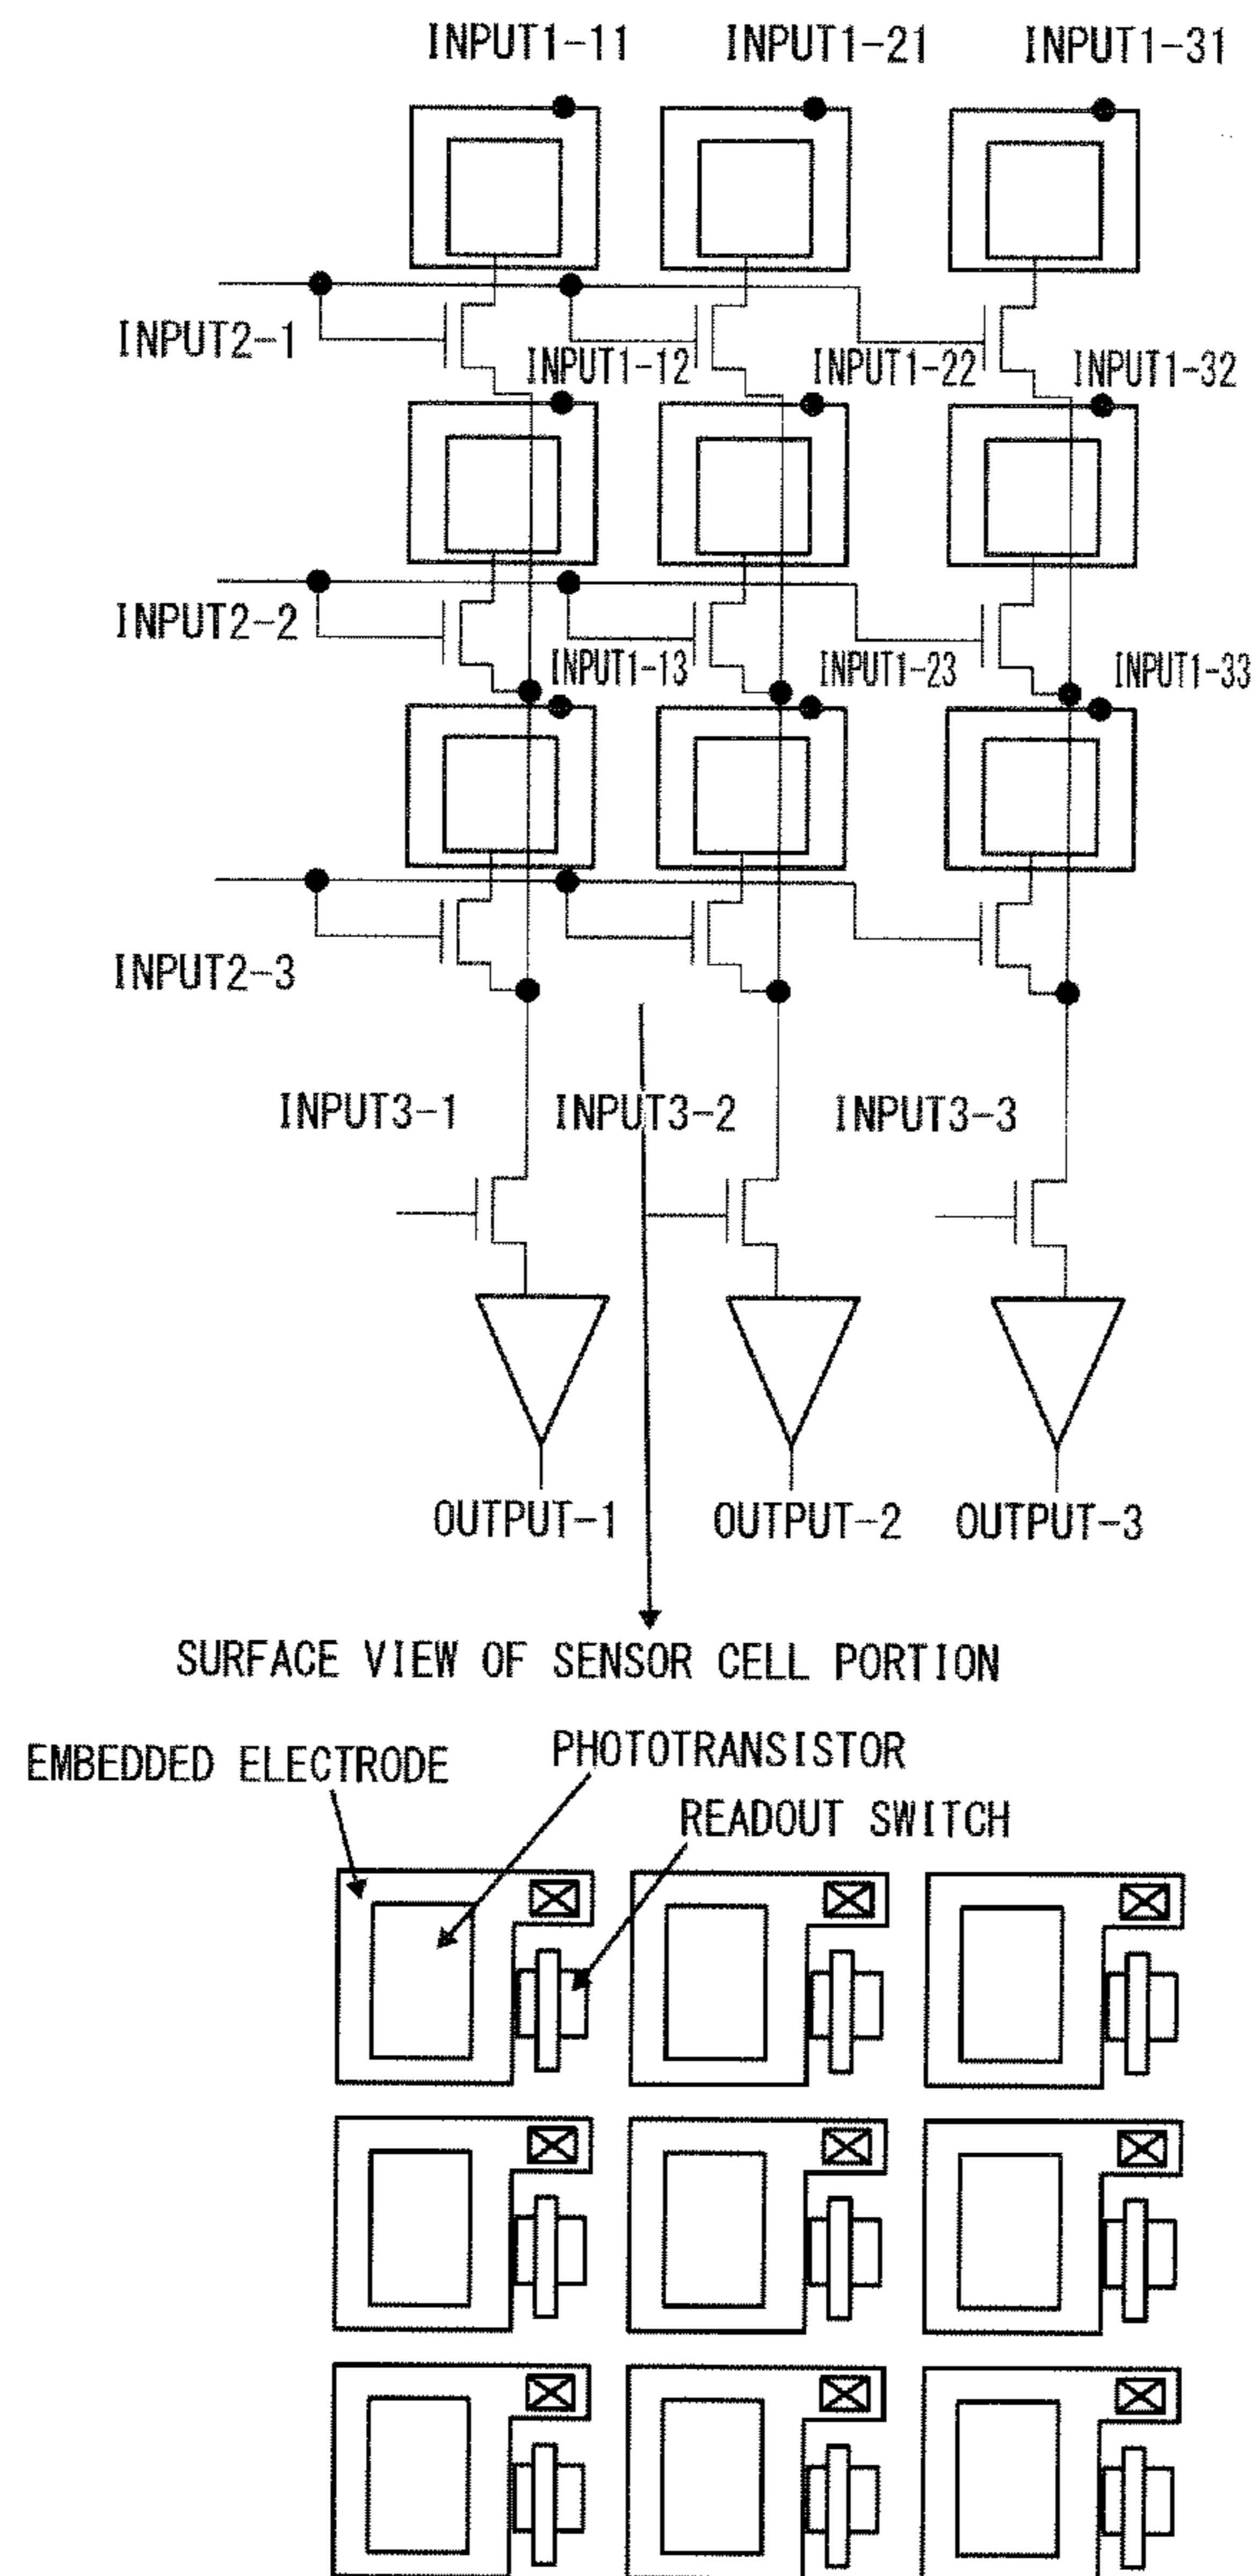 INPUT1-11 INPUT1-21 INPUT1-31
INPUT2-1
INPUT1-12 INPUT1-22 INPUT1-32
INPUT2-2
INPUT1-13 INPUT1-23 INPUT1-33
INPUT2-3
INPUT3-1 INPUT3-2 INPUT3-3
OUTPUT-1 OUTPUT-2 OUTPUT-3
SURFACE VIEW OF SENSOR CELL PORTION
EMBEDDED ELECTRODE PHOTOTRANSISTOR
READOUT SWITCH